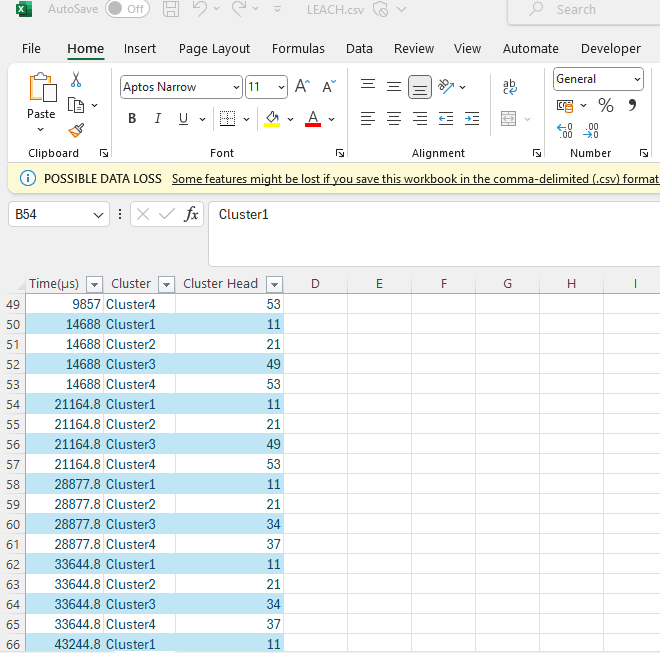 AutoSave Off LEACH.csv Search
File Home Insert Page Layout Formulas Data Review View Automate Developer
Paste
Aptos Narrow 11 A A
B I U A
ab
General
% 9
Clipboard Font Alignment Number
POSSIBLE DATA LOSS Some features might be lost if you save this workbook in the comma-delimited (.csv) format
B54 fx Cluster1
Time(µs) Cluster Cluster Head D E F G H I
49 9857 Cluster4 53
50 14688 Cluster1 11
51 14688 Cluster2 21
52 14688 Cluster3 49
53 14688 Cluster4 53
54 21164.8 Cluster1 11
55 21164.8 Cluster2 21
56 21164.8 Cluster3 49
57 21164.8 Cluster4 53
58 28877.8 Cluster1 11
59 28877.8 Cluster2 21
60 28877.8 Cluster3 34
61 28877.8 Cluster4 37
62 33644.8 Cluster1 11
63 33644.8 Cluster2 21
64 33644.8 Cluster3 34
65 33644.8 Cluster4 37
66 43244.8 Cluster1 11